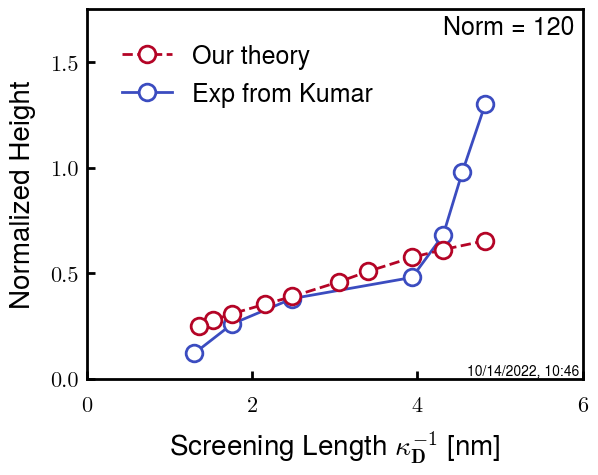 Norm = 120
Our theory
Exp from Kumar
Normalized Height
1.5
1.0
0.5
0.0
10/14/2022, 10:46
0 2 4 6
Screening Length κ_D^{-1} [nm]